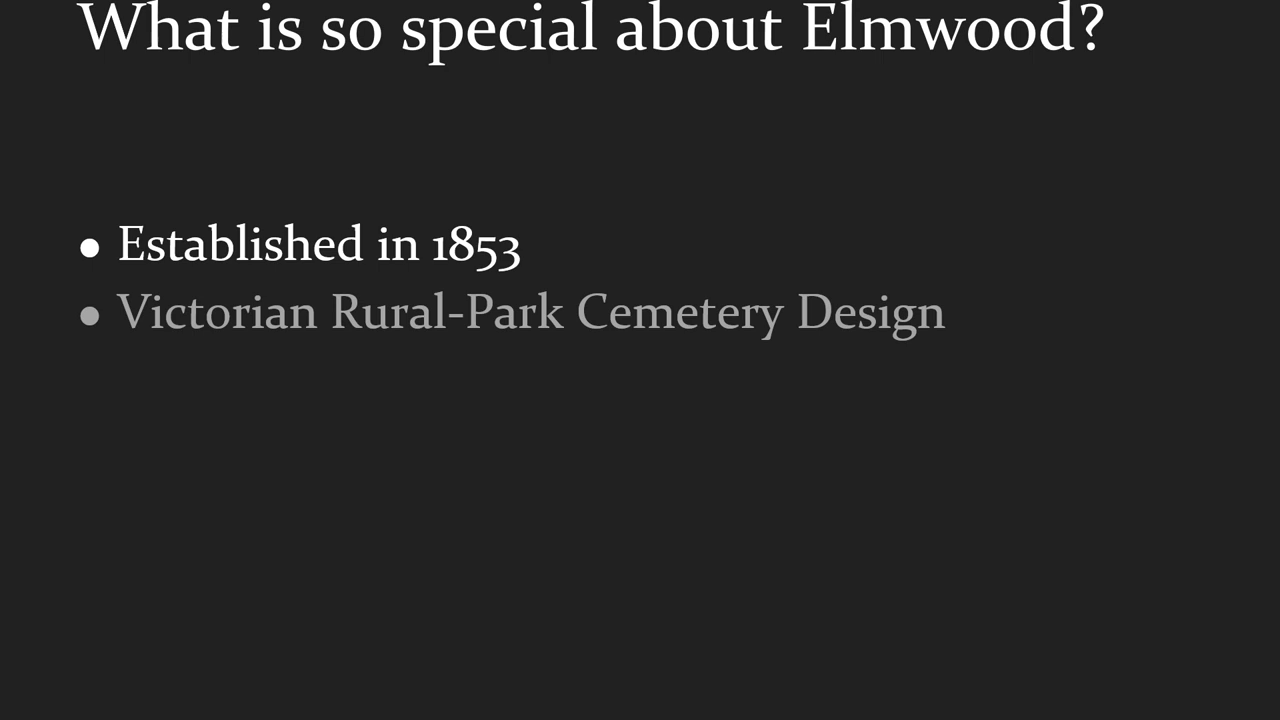 What is so special about Elmwood?
● Established in 1853
● Victorian Rural-Park Cemetery Design